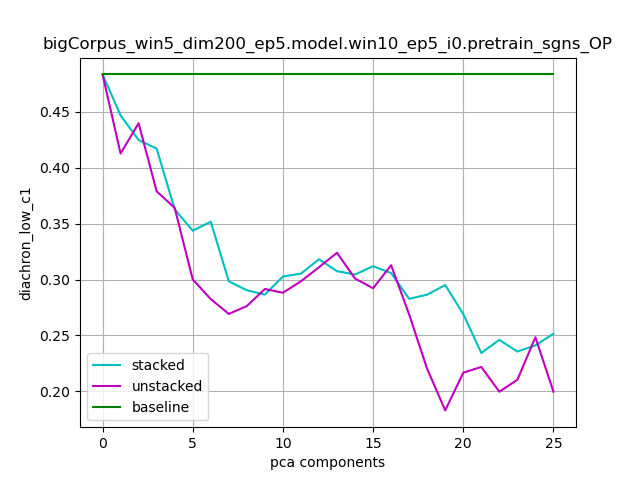 bigCorpus_win5_dim200_ep5.model.win10_ep5_i0.pretrain_sgns_OP
diachron_low_c1
0.45
0.40
0.35
0.30
0.25
0.20
stacked
unstacked
baseline
0 5 10 15 20 25
pca components